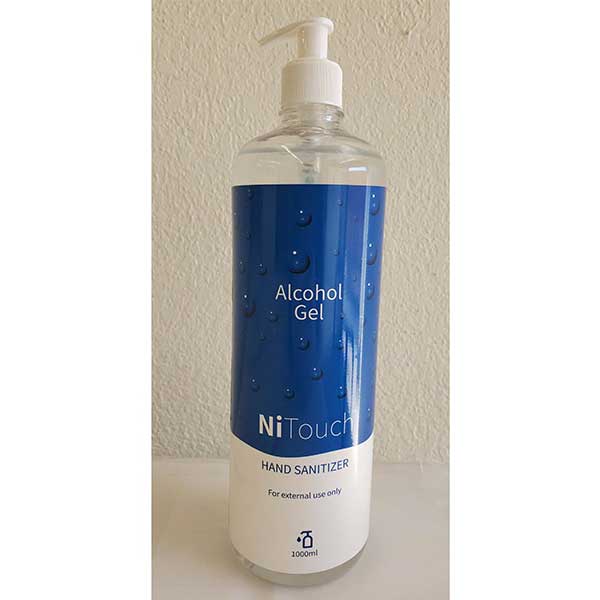 Alcohol
Gel
NiTouch
HAND SANITIZER
For external use only
1000ml